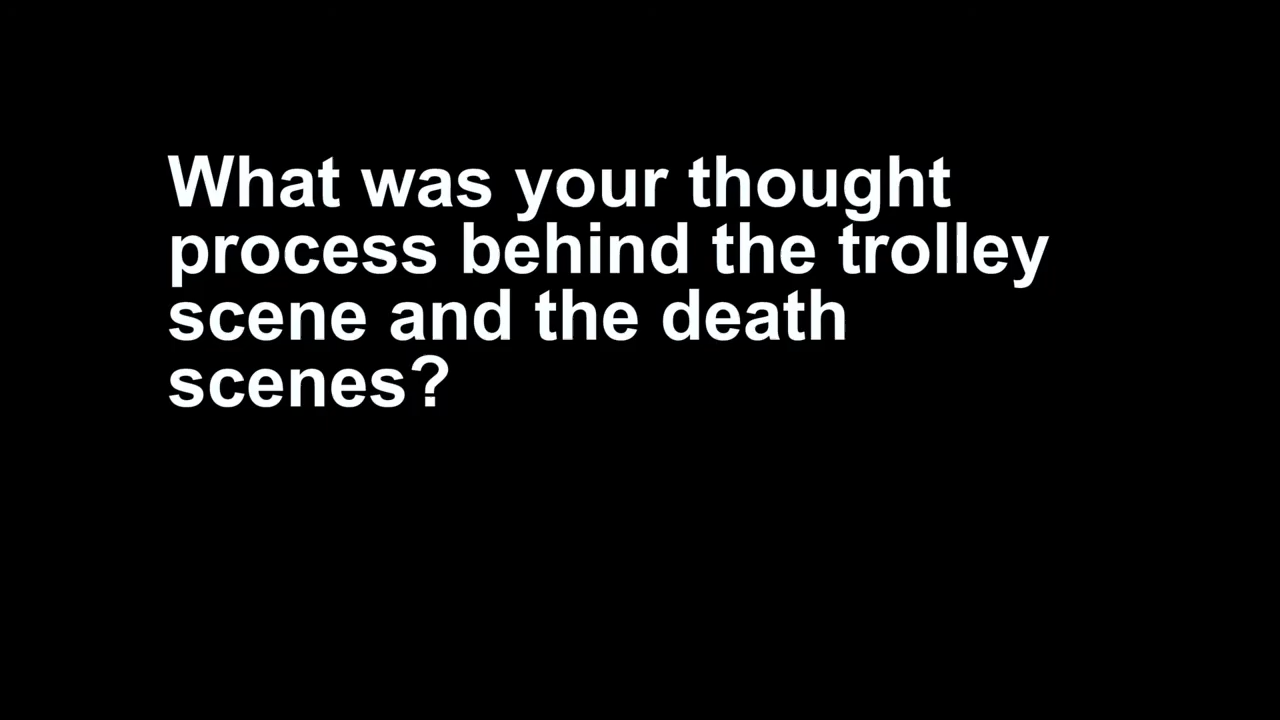 What was your thought
process behind the trolley
scene and the death
scenes?